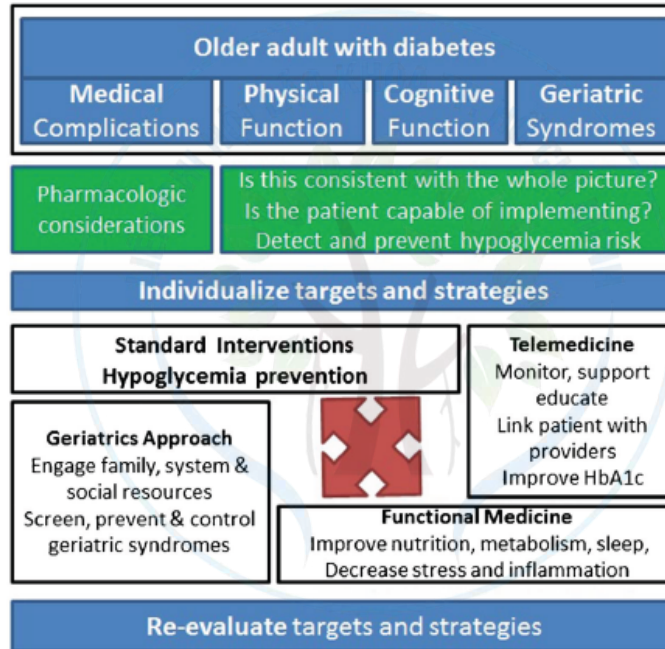 Older adult with diabetes
Medical
Complications
Physical
Function
Cognitive
Function
Geriatric
Syndromes
Pharmacologic
considerations
Is this consistent with the whole picture?
Is the patient capable of implementing?
Detect and prevent hypoglycemia risk
Individualize targets and strategies
Standard Interventions
Hypoglycemia prevention
Telemedicine
Monitor, support
educate
Link patient with
providers
Improve HbA1c
Geriatrics Approach
Engage family, system &
social resources
Screen, prevent & control
geriatric syndromes
Functional Medicine
Improve nutrition, metabolism, sleep,
Decrease stress and inflammation
Re-evaluate targets and strategies